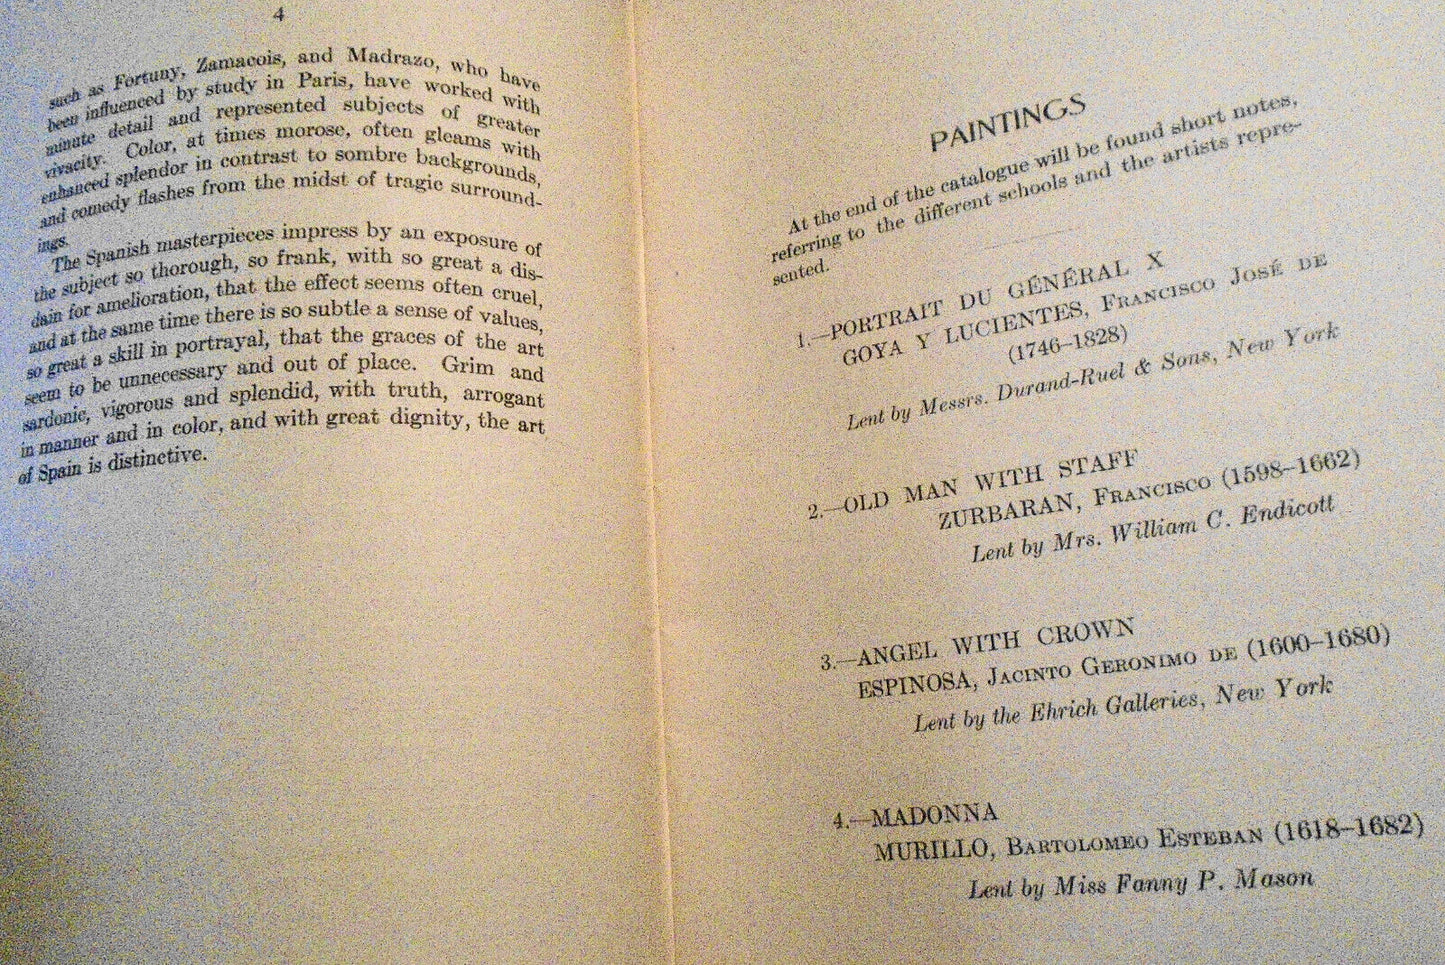 4
such as Fortuny, Zamacois, and Madrazo, who have
been influenced by study in Paris, have worked with
minute detail and represented subjects of greater
vivacity. Color, at times morose, often gleams with
enhanced splendor in contrast to sombre backgrounds,
and comedy flashes from the midst of tragic surround-
ings.
The Spanish masterpieces impress by an exposure of
the subject so thorough, so frank, with so great a dis-
dain for amelioration, that the effect seems often cruel,
and at the same time there is so subtle a sense of values,
so great a skill in portrayal, that the graces of the art
seem to be unnecessary and out of place. Grim and
sardonic, vigorous and splendid, with truth, arrogant
in manner and in color, and with great dignity, the art
of Spain is distinctive.
PAINTINGS
At the end of the catalogue will be found short notes,
referring to the different schools and the artists repre-
sented.
1.—PORTRAIT DU GÉNÉRAL X
GOYA Y LUCIENTES, FRANCISCO JOSÉ DE
(1746–1828)
Lent by Messrs. Durand-Ruel & Sons, New York
2.—OLD MAN WITH STAFF
ZURBARAN, FRANCISCO (1598–1662)
Lent by Mrs. William C. Endicott
3.—ANGEL WITH CROWN
ESPINOSA, JACINTO GERONIMO DE (1600–1680)
Lent by the Ehrich Galleries, New York
4.—MADONNA
MURILLO, BARTOLOMEO ESTEBAN (1618–1682)
Lent by Miss Fanny P. Mason